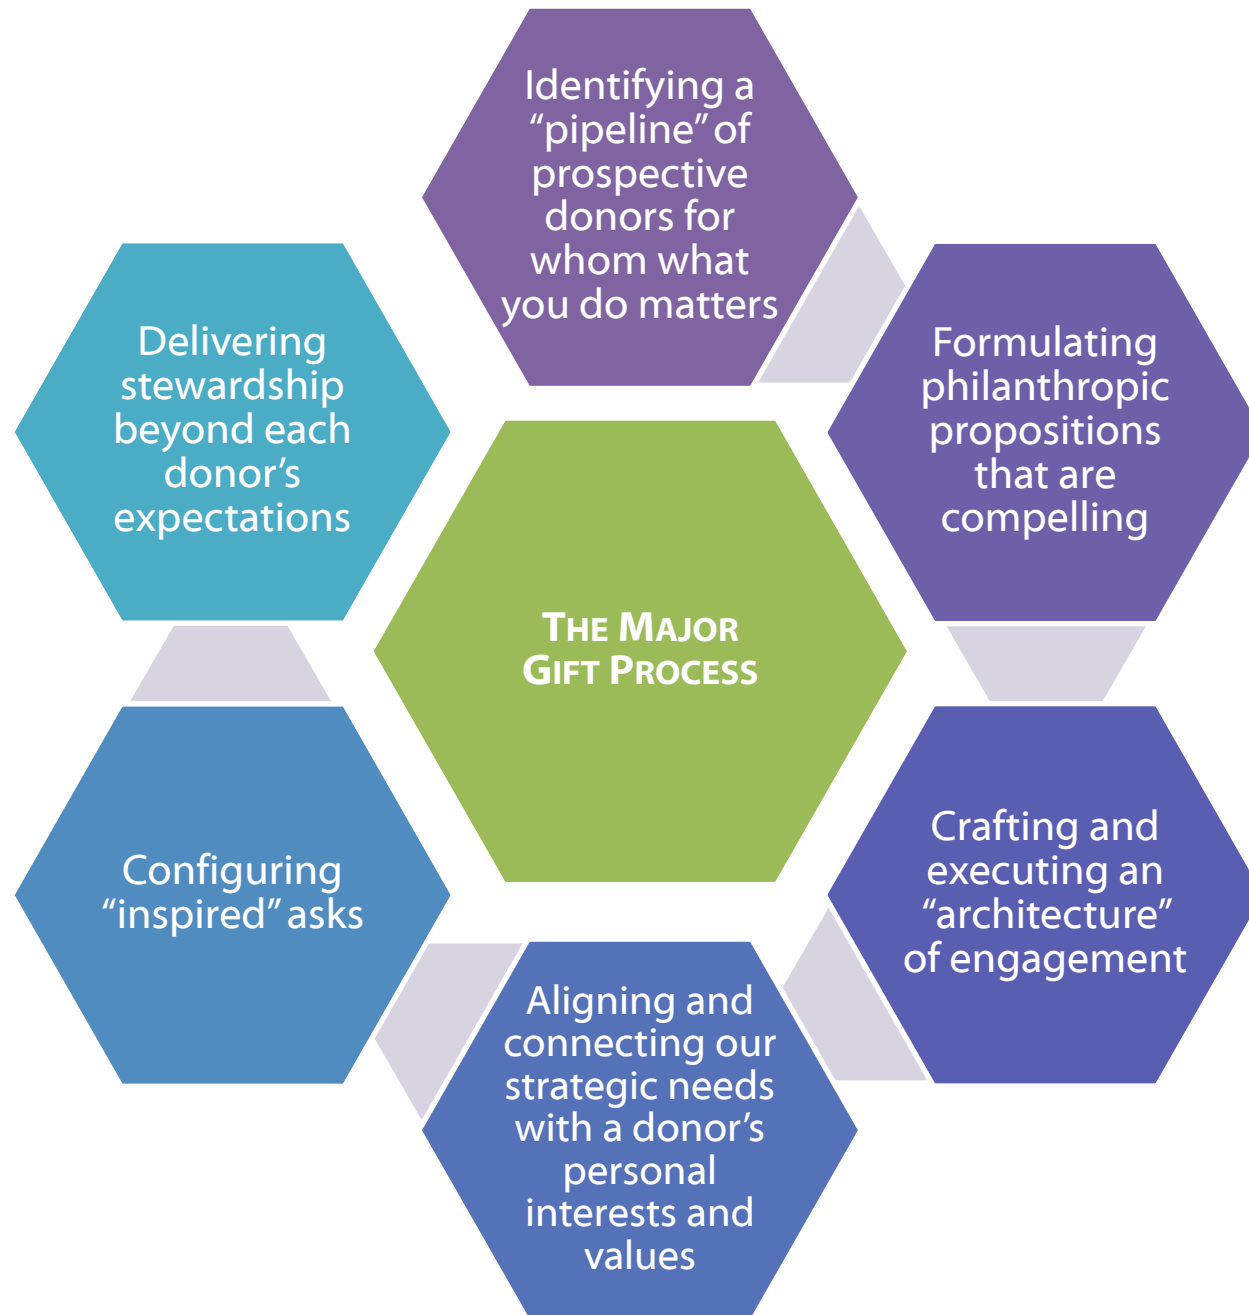 Identifying a
“pipeline” of
prospective
donors for
whom what
you do matters
Formulating
philanthropic
propositions
that are
compelling
Crafting and
executing an
“architecture”
of engagement
Aligning and
connecting our
strategic needs
with a donor’s
personal
interests and
values
Configuring
“inspired” asks
Delivering
stewardship
beyond each
donor’s
expectations
THE MAJOR
GIFT PROCESS